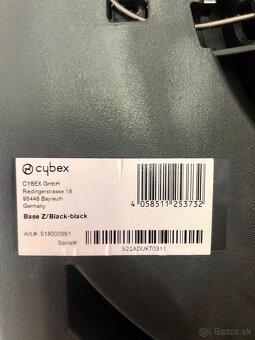 cybex
CYBEX GmbH
Riedingerstrasse 18
95448 Bayreuth
Germany
Base Z/Black-black
4 058511 253732
Art.#: 518000991
Serial#:
S22ADUKT0311
bazos.sk